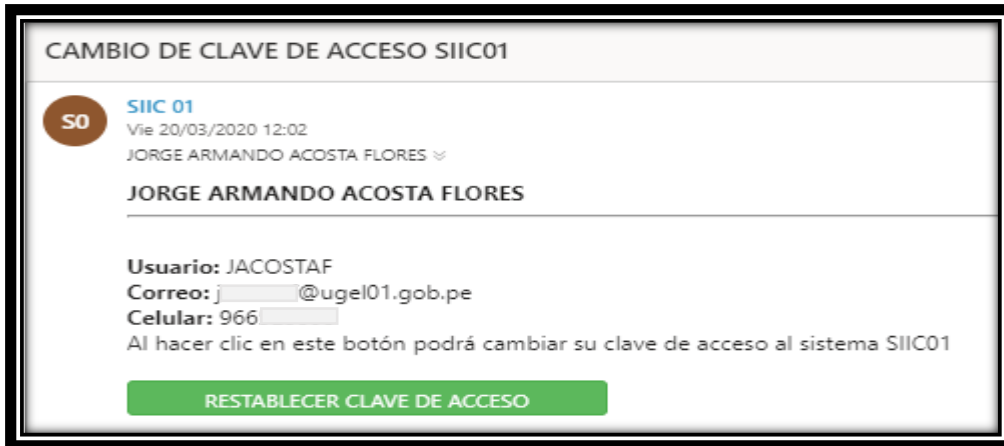 CAMBIO DE CLAVE DE ACCESO SIIC01
SO
SIIC 01
Vie 20/03/2020 12:02
JORGE ARMANDO ACOSTA FLORES
JORGE ARMANDO ACOSTA FLORES
Usuario: JACOSTAF
Correo: j @ugel01.gob.pe
Celular: 966
Al hacer clic en este botón podrá cambiar su clave de acceso al sistema SIIC01
RESTABLECER CLAVE DE ACCESO